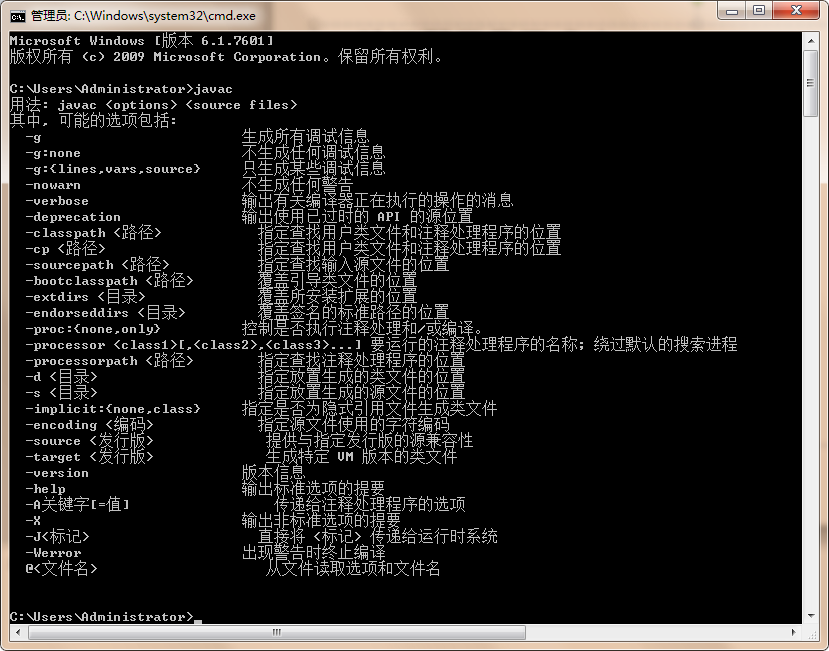 管理员: C:\Windows\system32\cmd.exe
Microsoft Windows [版本 6.1.7601]
版权所有 (c) 2009 Microsoft Corporation。保留所有权利。
C:\Users\Administrator>javac
用法: javac <options> <source files>
其中, 可能的选项包括:
-g 生成所有调试信息
-g:none 不生成任何调试信息
-g:{lines,vars,source} 只生成某些调试信息
-nowarn 不生成任何警告
-verbose 输出有关编译器正在执行的操作的消息
-deprecation 输出使用已过时的 API 的源位置
-classpath <路径> 指定查找用户类文件和注释处理程序的位置
-cp <路径> 指定查找用户类文件和注释处理程序的位置
-sourcepath <路径> 指定查找输入源文件的位置
-bootclasspath <路径> 覆盖引导类文件的位置
-extdirs <目录> 覆盖所安装扩展的位置
-endorseddirs <目录> 覆盖签名的标准路径的位置
-proc:{none,only} 控制是否执行注释处理和/或编译。
-processor <class1>[,<class2>,<class3>...] 要运行的注释处理程序的名称; 绕过默认的搜索进程
-processorpath <路径> 指定查找注释处理程序的位置
-d <目录> 指定放置生成的类文件的位置
-s <目录> 指定放置生成的源文件的位置
-implicit:{none,class} 指定是否为隐式引用文件生成类文件
-encoding <编码> 指定源文件使用的字符编码
-source <发行版> 提供与指定发行版的源兼容性
-target <发行版> 生成特定 VM 版本的类文件
-version 版本信息
-help 输出标准选项的提要
-A关键字[=值] 传递给注释处理程序的选项
-X 输出非标准选项的提要
-J<标记> 直接将 <标记> 传递给运行时系统
-Werror 出现警告时终止编译
@<文件名> 从文件读取选项和文件名
C:\Users\Administrator>_